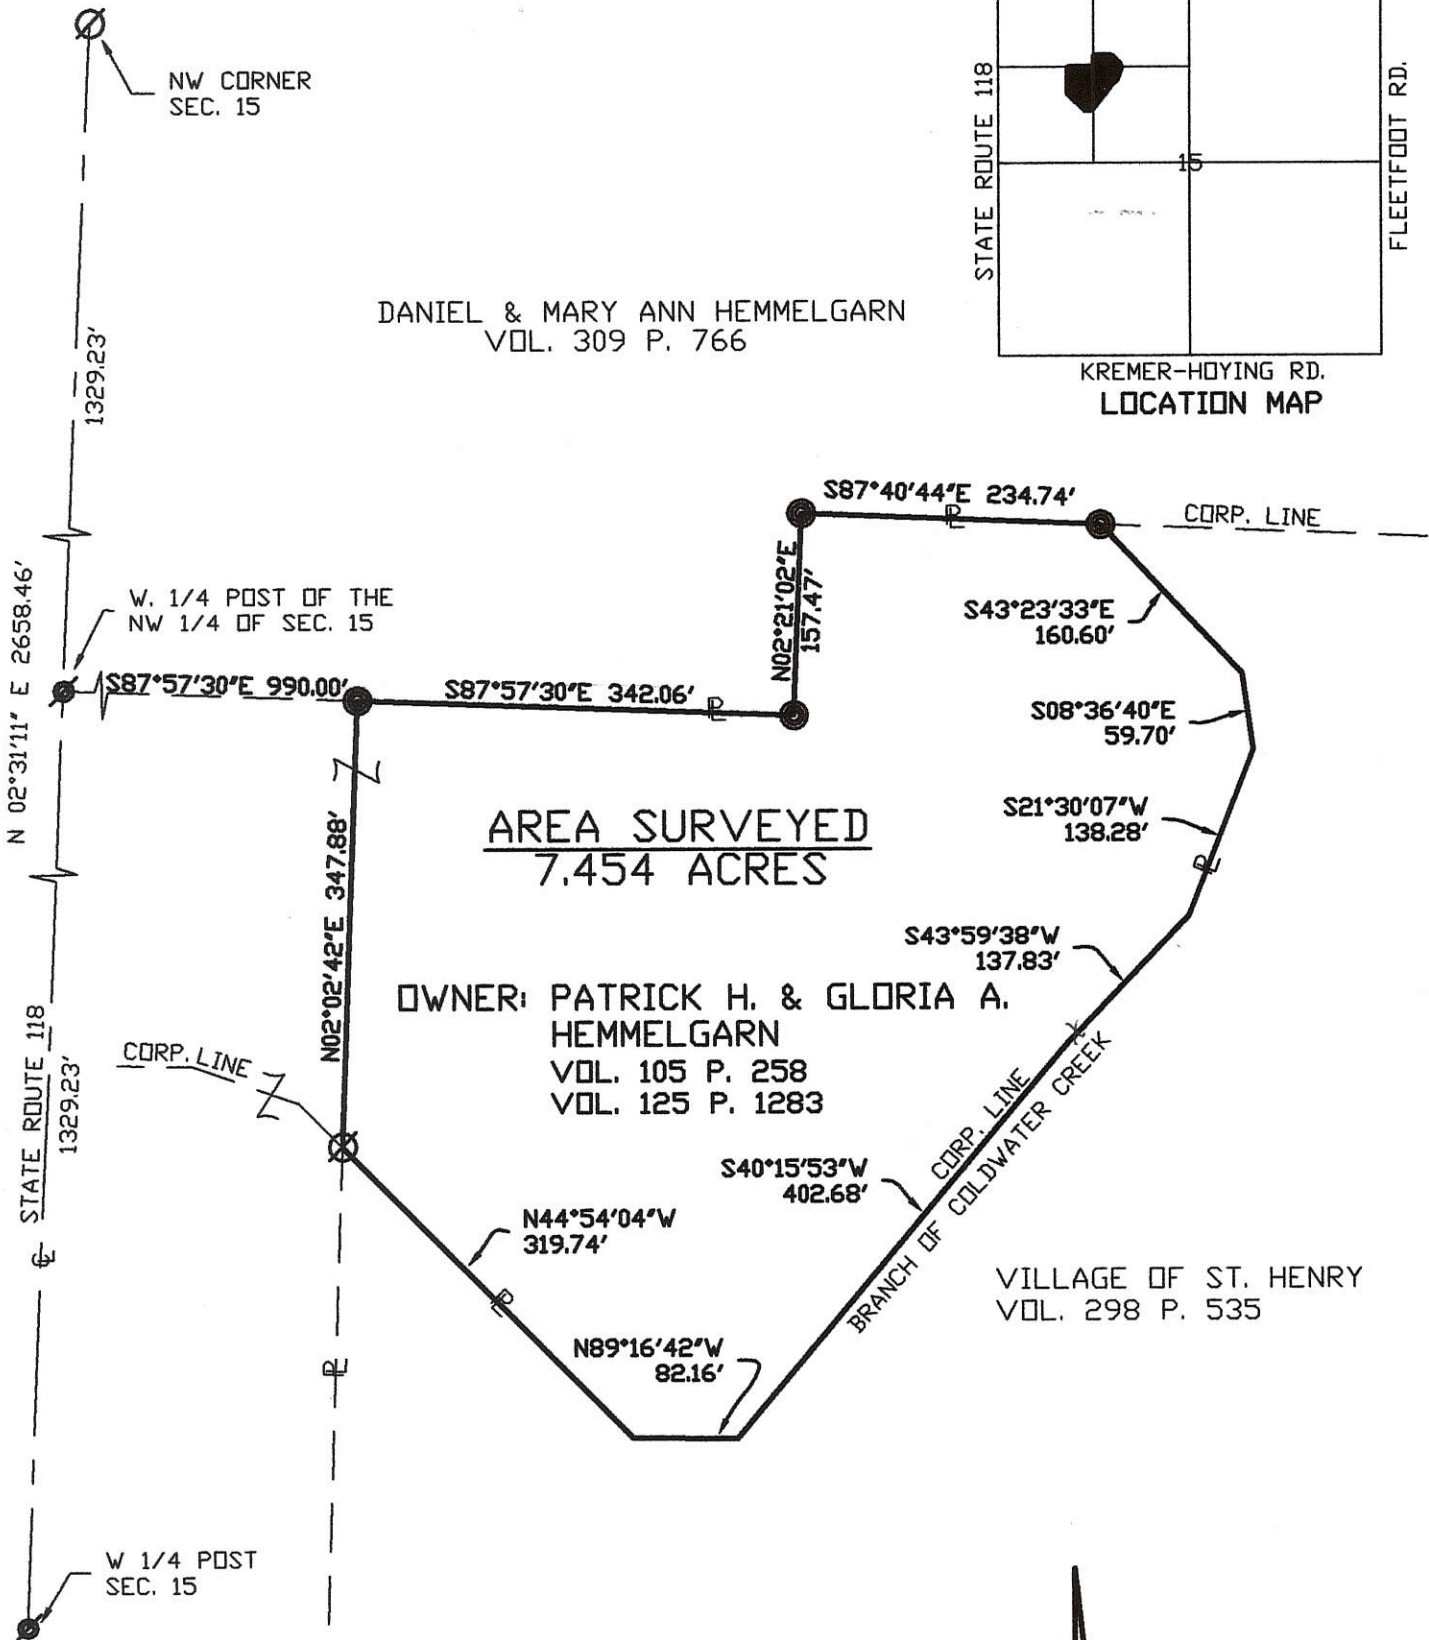 NW CORNER
SEC. 15
STATE ROUTE 118
15
FLEETFOOT RD.
KREMER-HOYING RD.
LOCATION MAP
1329.23'
DANIEL & MARY ANN HEMMELGARN
VOL. 309 P. 766
N 02°31'11" E 2658.46'
W. 1/4 POST OF THE
NW 1/4 OF SEC. 15
S87°57'30"E 990.00'
S87°57'30"E 342.06'
PL
N02°21'02"E
157.47'
S87°40'44"E 234.74'
PL
CORP. LINE
S43°23'33"E
160.60'
S08°36'40"E
59.70'
S21°30'07"W
138.28'
PL
AREA SURVEYED
7.454 ACRES
N02°02'42"E 347.88'
S43°59'38"W
137.83'
OWNER: PATRICK H. & GLORIA A.
HEMMELGARN
VOL. 105 P. 258
VOL. 125 P. 1283
CORP. LINE
CL STATE ROUTE 118
1329.23'
CORP. LINE
BRANCH OF COLDWATER CREEK
S40°15'53"W
402.68'
N44°54'04"W
319.74'
PL
VILLAGE OF ST. HENRY
VOL. 298 P. 535
N89°16'42"W
82.16'
PL
W 1/4 POST
SEC. 15